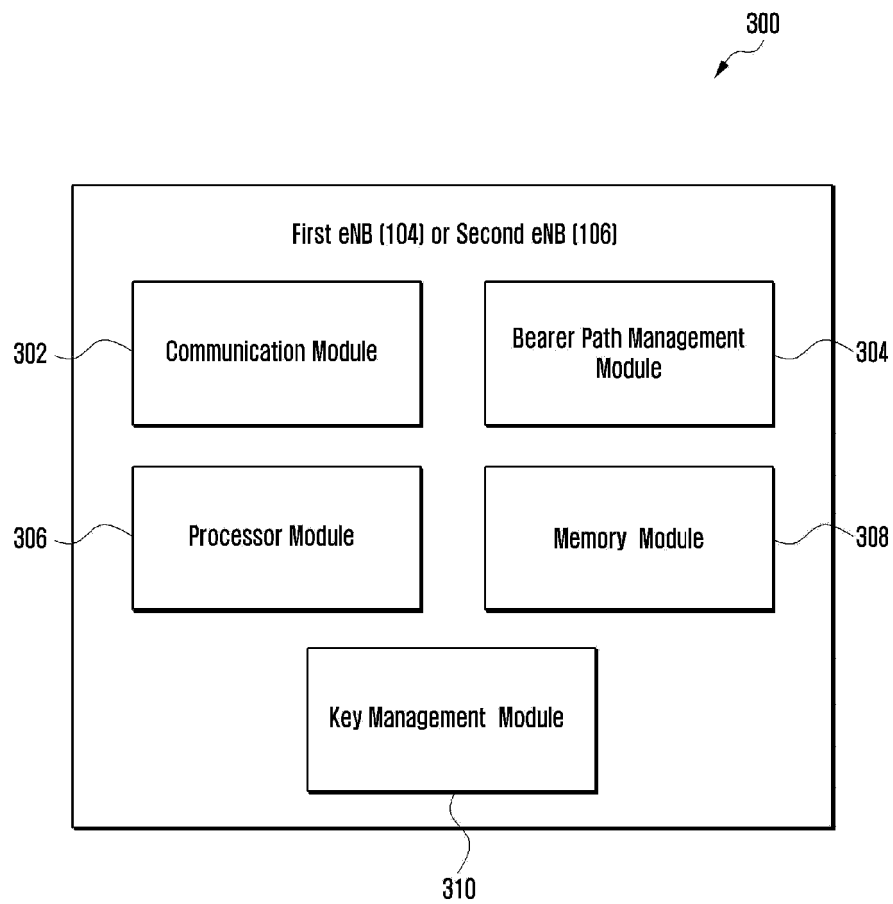 300
First eNB (104) or Second eNB (106)
302
Communication Module
Bearer Path Management
Module
304
306
Processor Module
Memory Module
308
Key Management Module
310